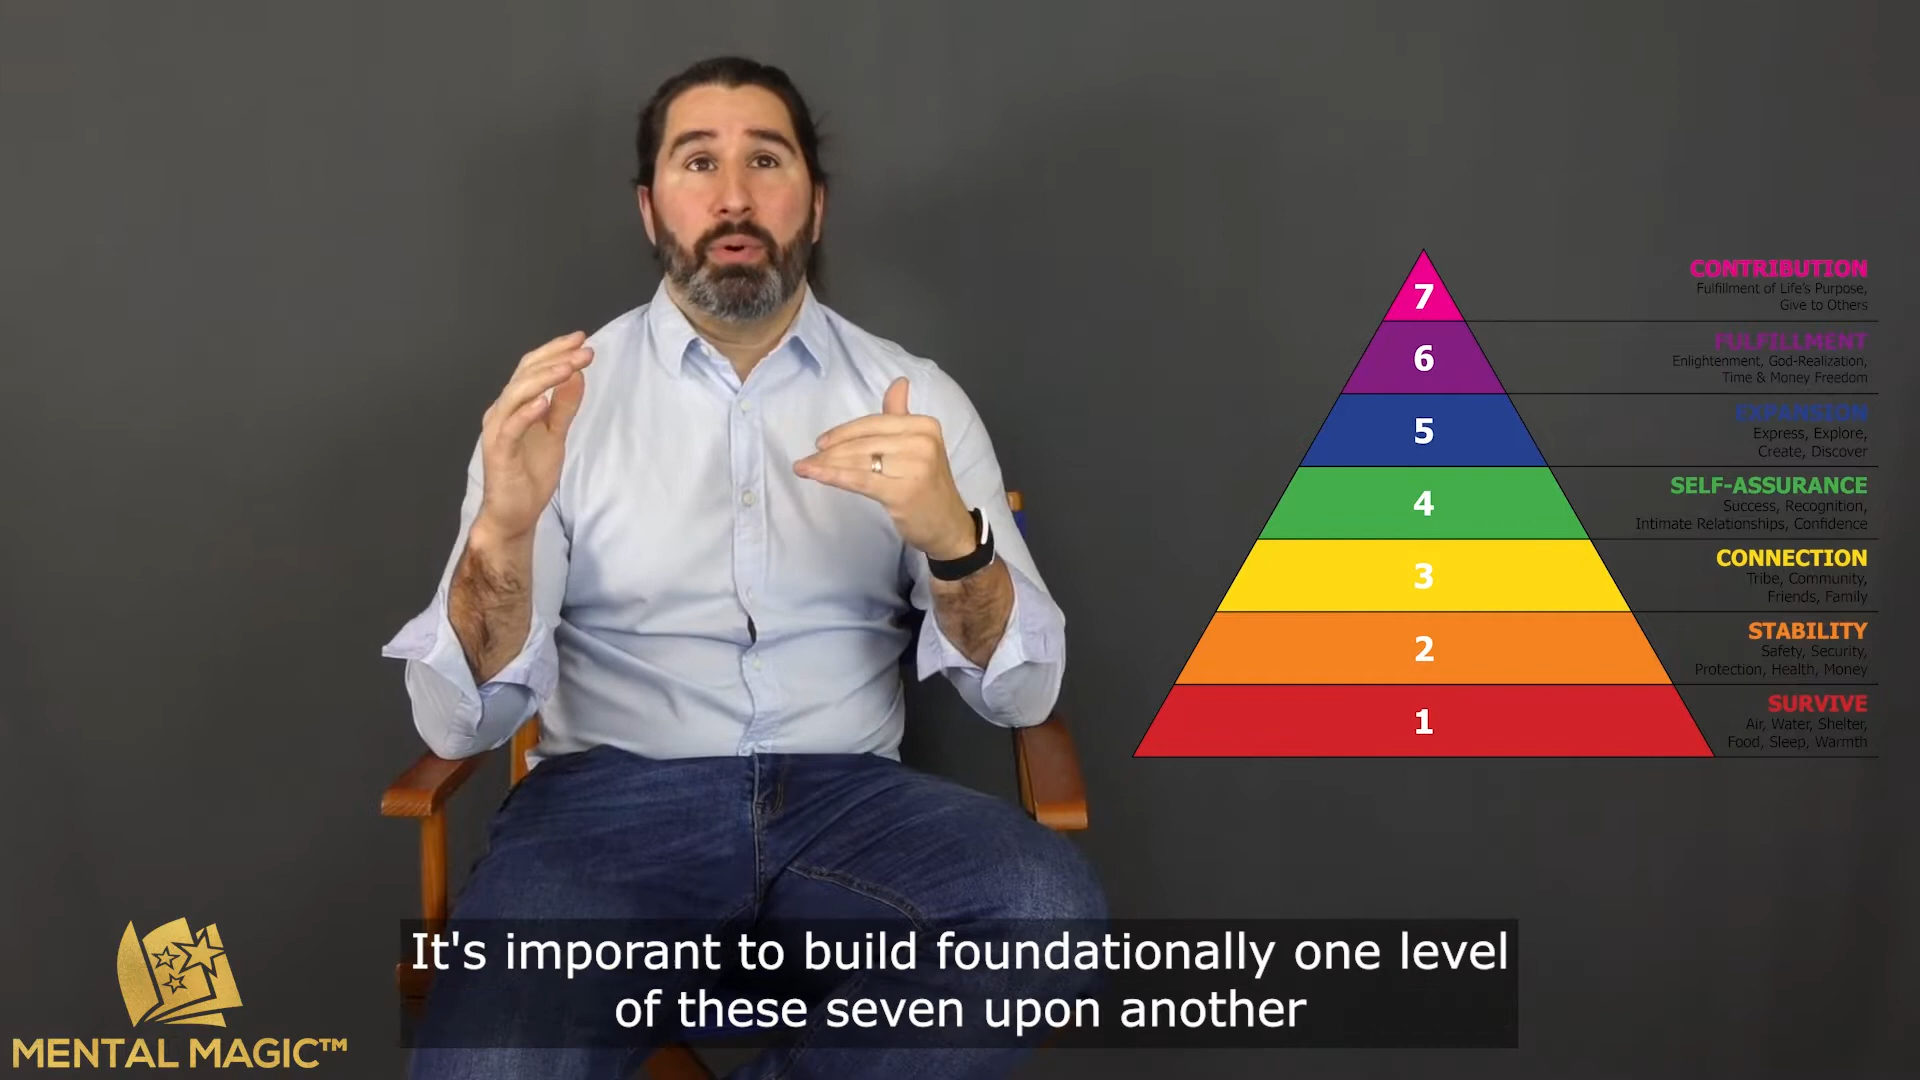 7
CONTRIBUTION
Fulfillment of Life's Purpose,
Give to Others
6
FULFILLMENT
Enlightenment, God-Realization,
Time & Money Freedom
5
EXPANSION
Express, Explore,
Create, Discover
4
SELF-ASSURANCE
Success, Recognition,
Intimate Relationships, Confidence
3
CONNECTION
Tribe, Community,
Friends, Family
2
STABILITY
Safety, Security,
Protection, Health, Money
1
SURVIVE
Air, Water, Shelter,
Food, Sleep, Warmth
It's imporant to build foundationally one level
of these seven upon another
MENTAL MAGIC™